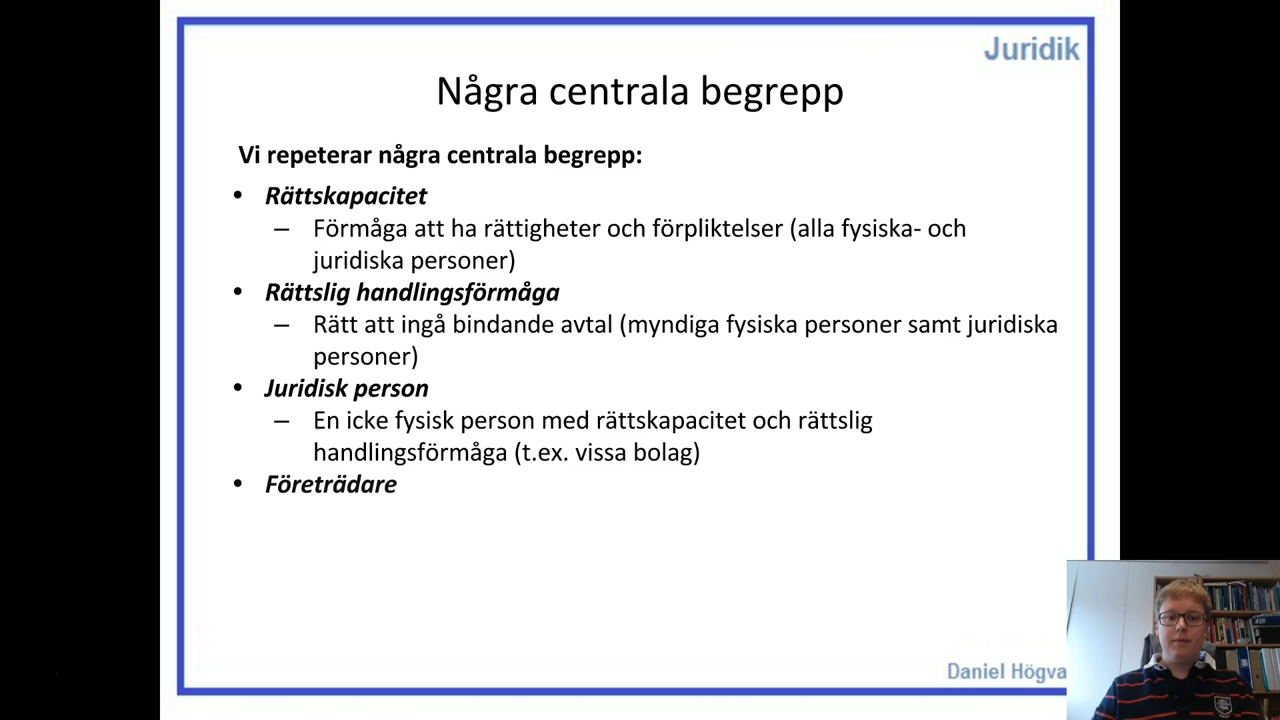 Juridik
Några centrala begrepp
Vi repeterar några centrala begrepp:
• Rättskapacitet
– Förmåga att ha rättigheter och förpliktelser (alla fysiska- och
juridiska personer)
• Rättslig handlingsförmåga
– Rätt att ingå bindande avtal (myndiga fysiska personer samt juridiska
personer)
• Juridisk person
– En icke fysisk person med rättskapacitet och rättslig
handlingsförmåga (t.ex. vissa bolag)
• Företrädare
Daniel Högva